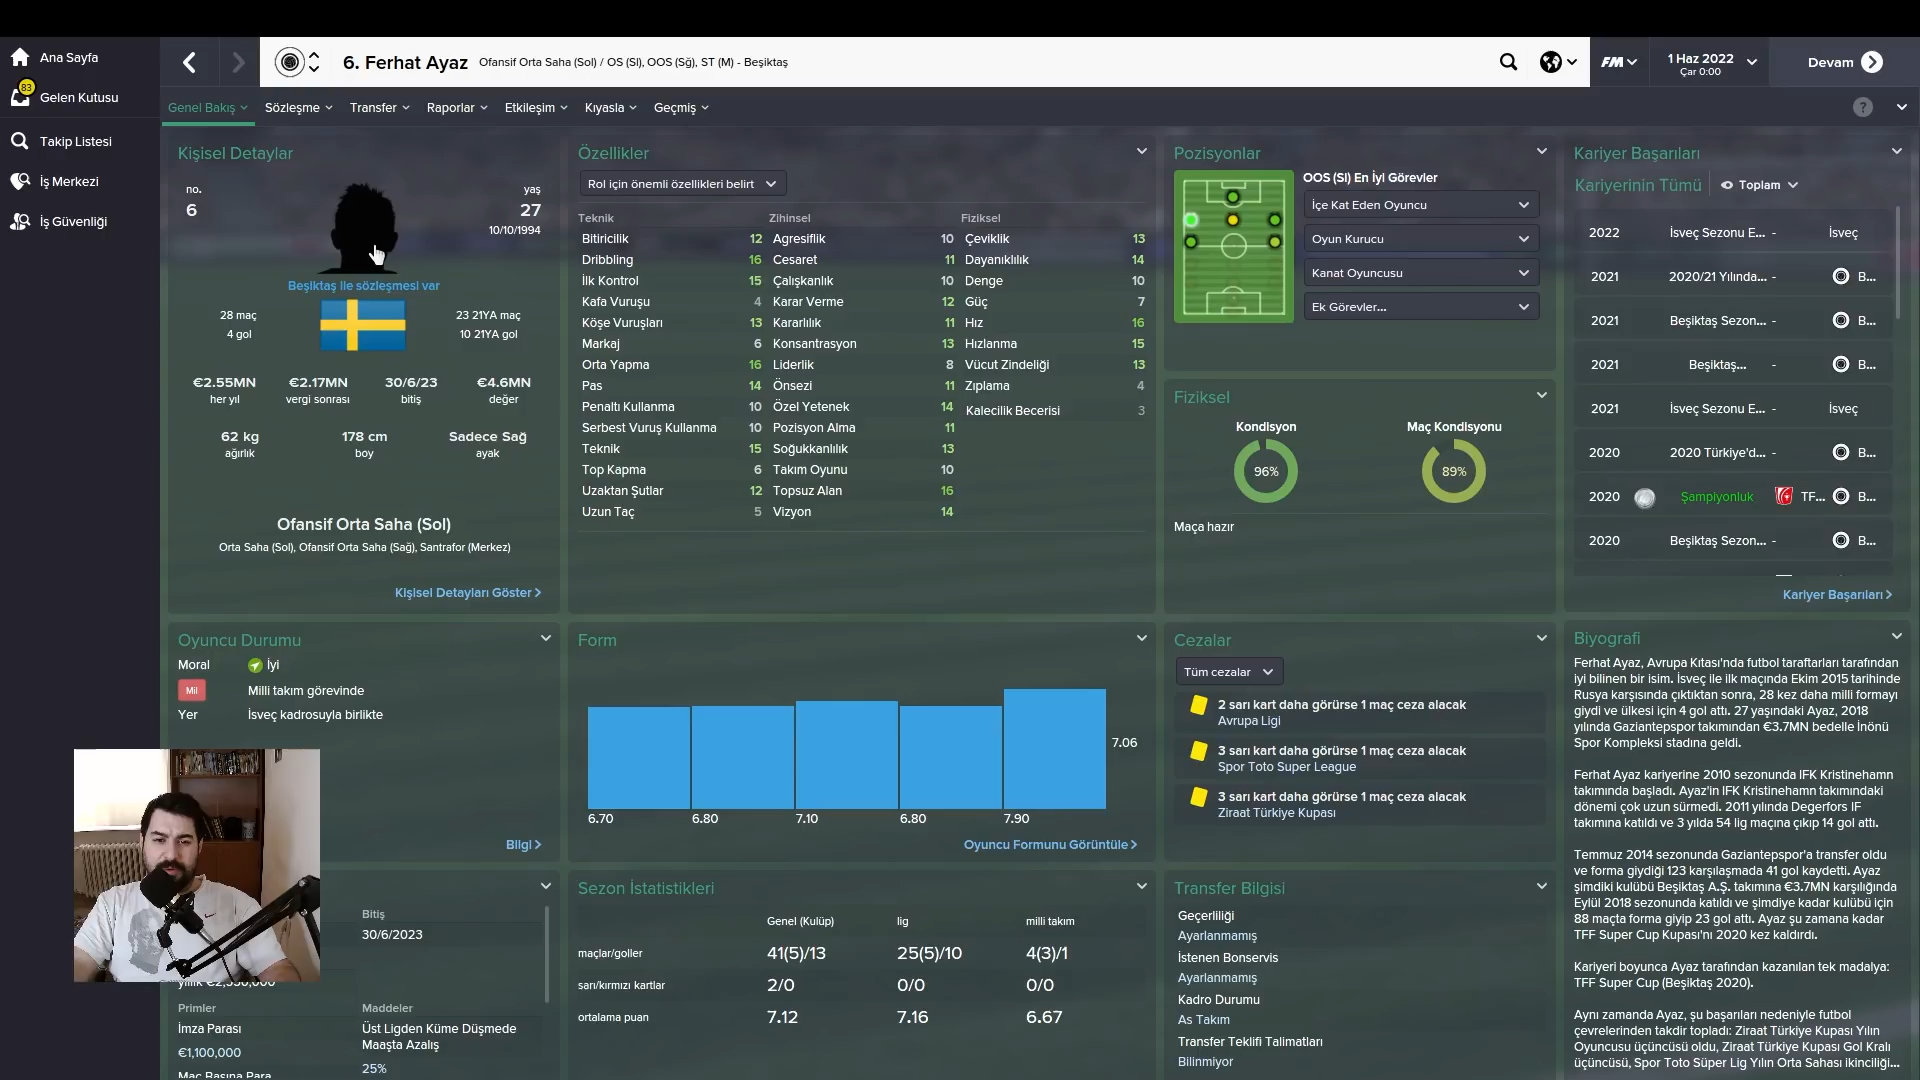 Ana Sayfa
83
Gelen Kutusu
Takip Listesi
İş Merkezi
İş Güvenliği
6. Ferhat Ayaz
Ofansif Orta Saha (Sol) / OS (Sl), OOS (Sğ), ST (M) - Beşiktaş
FM
1 Haz 2022
Çar 0:00
Devam
Genel Bakış
Sözleşme
Transfer
Raporlar
Etkileşim
Kıyasla
Geçmiş
?
Kişisel Detaylar
no.
6
yaş
27
10/10/1994
Beşiktaş ile sözleşmesi var
28 maç
4 gol
23 21YA maç
10 21YA gol
€2.55MN
her yıl
€2.17MN
vergi sonrası
30/6/23
bitiş
€4.6MN
değer
62 kg
ağırlık
178 cm
boy
Sadece Sağ
ayak
Ofansif Orta Saha (Sol)
Orta Saha (Sol), Ofansif Orta Saha (Sağ), Santrafor (Merkez)
Kişisel Detayları Göster
Özellikler
Rol için önemli özellikleri belirt
Teknik
Bitiricilik 12
Dribbling 16
İlk Kontrol 15
Kafa Vuruşu 4
Köşe Vuruşları 13
Markaj 6
Orta Yapma 16
Pas 14
Penaltı Kullanma 10
Serbest Vuruş Kullanma 10
Teknik 15
Top Kapma 6
Uzaktan Şutlar 12
Uzun Taç 5
Zihinsel
Agresiflik 10
Cesaret 11
Çalışkanlık 10
Karar Verme 12
Kararlılık 11
Konsantrasyon 13
Liderlik 8
Önsezi 11
Özel Yetenek 14
Pozisyon Alma 11
Soğukkanlılık 13
Takım Oyunu 10
Topsuz Alan 16
Vizyon 14
Fiziksel
Çeviklik 13
Dayanıklılık 14
Denge 10
Güç 7
Hız 16
Hızlanma 15
Vücut Zindeliği 13
Zıplama 4
Kalecilik Becerisi 3
Pozisyonlar
OOS (Sl) En İyi Görevler
İçe Kat Eden Oyuncu
Oyun Kurucu
Kanat Oyuncusu
Ek Görevler...
Fiziksel
Kondisyon
96%
Maç Kondisyonu
89%
Maça hazır
Kariyer Başarıları
Kariyerinin Tümü
Toplam
2022 İsveç Sezonu E... - İsveç
2021 2020/21 Yılında... - B...
2021 Beşiktaş Sezon... - B...
2021 Beşiktaş... - B...
2021 İsveç Sezonu E... - İsveç
2020 2020 Türkiye'd... - B...
2020 Şampiyonluk TF... B...
2020 Beşiktaş Sezon... - B...
Kariyer Başarıları
Oyuncu Durumu
Moral İyi
Mil Milli takım görevinde
Yer İsveç kadrosuyla birlikte
Bilgi
Form
7.06
6.70 6.80 7.10 6.80 7.90
Oyuncu Formunu Görüntüle
Cezalar
Tüm cezalar
2 sarı kart daha görürse 1 maç ceza alacak
Avrupa Ligi
3 sarı kart daha görürse 1 maç ceza alacak
Spor Toto Super League
3 sarı kart daha görürse 1 maç ceza alacak
Ziraat Türkiye Kupası
Biyografi
Ferhat Ayaz, Avrupa Kıtası'nda futbol taraftarları tarafından
iyi bilinen bir isim. İsveç ile ilk maçında Ekim 2015 tarihinde
Rusya karşısında çıktıktan sonra, 28 kez daha milli formayı
giydi ve ülkesi için 4 gol attı. 27 yaşındaki Ayaz, 2018
yılında Gaziantepspor takımından €3.7MN bedelle İnönü
Spor Kompleksi stadına geldi.
Ferhat Ayaz kariyerine 2010 sezonunda IFK Kristinehamn
takımında başladı. Ayaz'in IFK Kristinehamn takımındaki
dönemi çok uzun sürmedi. 2011 yılında Degerfors IF
takımına katıldı ve 3 yılda 54 lig maçına çıkıp 14 gol attı.
Temmuz 2014 sezonunda Gaziantepspor'a transfer oldu
ve forma giydiği 123 karşılaşmada 41 gol kaydetti. Ayaz
şimdiki kulübü Beşiktaş A.Ş. takımına €3.7MN karşılığında
Eylül 2018 sezonunda katıldı ve şimdiye kadar kulübü için
88 maçta forma giyip 23 gol attı. Ayaz şu zamana kadar
TFF Super Cup Kupası'nı 2020 kez kaldırdı.
Kariyeri boyunca Ayaz tarafından kazanılan tek madalya:
TFF Super Cup (Beşiktaş 2020).
Aynı zamanda Ayaz, şu başarıları nedeniyle futbol
çevrelerinden takdir topladı: Ziraat Türkiye Kupası Yılın
Oyuncusu üçüncüsü oldu, Ziraat Türkiye Kupası Gol Kralı
üçüncüsü, Spor Toto Süper Lig Yılın Orta Sahası ikinciliği...
Bitiş
30/6/2023
Primler
İmza Parası
€1,100,000
Maç Başına Para
Maddeler
Üst Ligden Küme Düşmede
Maaşta Azalış
25%
Sezon İstatistikleri
Genel (Kulüp) lig milli takım
maçlar/goller 41(5)/13 25(5)/10 4(3)/1
sarı/kırmızı kartlar 2/0 0/0 0/0
ortalama puan 7.12 7.16 6.67
Transfer Bilgisi
Geçerliliği
Ayarlanmamış
İstenen Bonservis
Ayarlanmamış
Kadro Durumu
As Takım
Transfer Teklifi Talimatları
Bilinmiyor